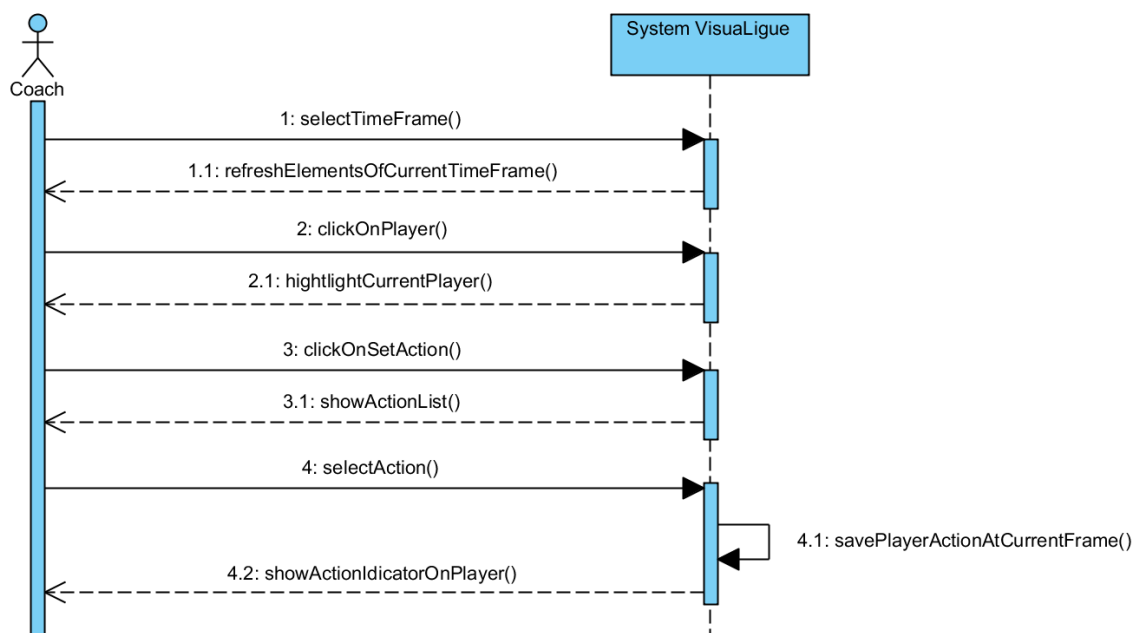 System VisuaLigue
Coach
1: selectTimeFrame()
1.1: refreshElementsOfCurrentTimeFrame()
2: clickOnPlayer()
2.1: hightlightCurrentPlayer()
3: clickOnSetAction()
3.1: showActionList()
4: selectAction()
4.1: savePlayerActionAtCurrentFrame()
4.2: showActionIdicatorOnPlayer()